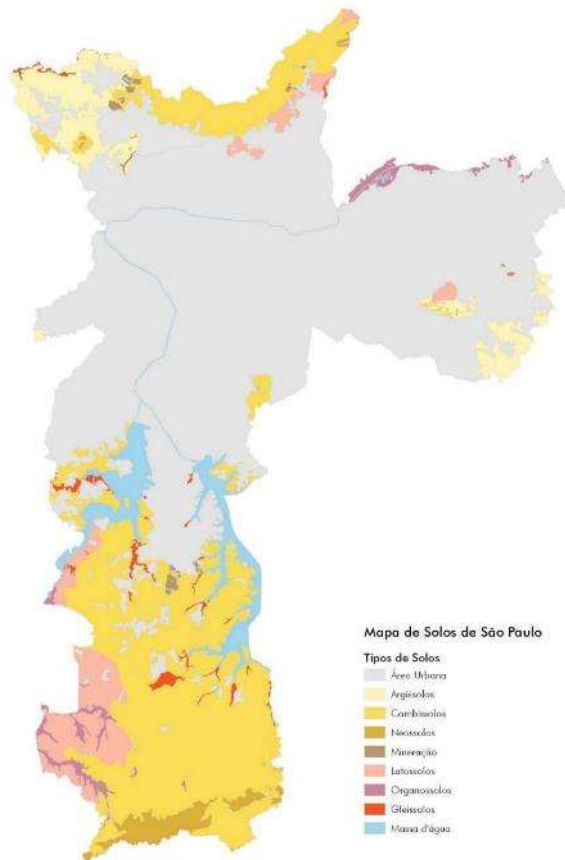 Mapa de Solos de São Paulo
Tipos de Solos
Área Urbana
Argissolos
Cambissolos
Neossolos
Mineração
Latossolos
Organossolos
Gleissolos
Massa d'água